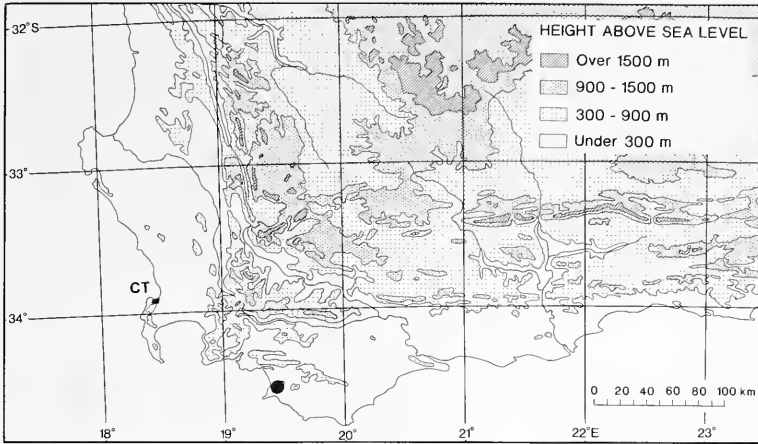 32°S
HEIGHT ABOVE SEA LEVEL
Over 1500 m
900 - 1500 m
300 - 900 m
Under 300 m
33°
CT
34°
0 20 40 60 80 100 km
18° 19° 20° 21° 22°E 23°